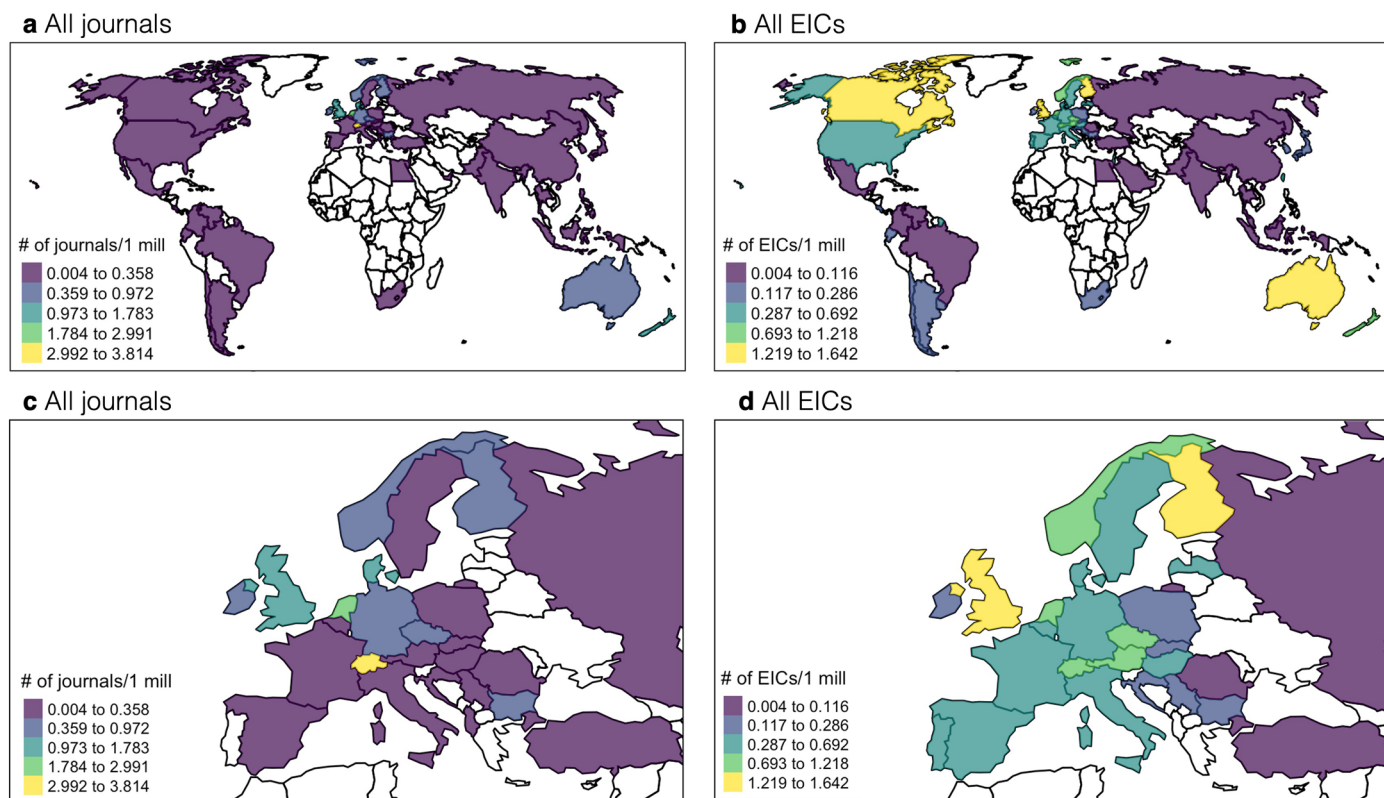 a All journals
b All EICs
# of journals/1 mill
0.004 to 0.358
0.359 to 0.972
0.973 to 1.783
1.784 to 2.991
2.992 to 3.814
# of EICs/1 mill
0.004 to 0.116
0.117 to 0.286
0.287 to 0.692
0.693 to 1.218
1.219 to 1.642
c All journals
d All EICs
# of journals/1 mill
0.004 to 0.358
0.359 to 0.972
0.973 to 1.783
1.784 to 2.991
2.992 to 3.814
# of EICs/1 mill
0.004 to 0.116
0.117 to 0.286
0.287 to 0.692
0.693 to 1.218
1.219 to 1.642